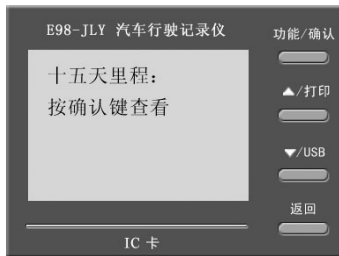 E98-JLY 汽车行驶记录仪
功能/确认
十五天里程：
按确认键查看
▲/打印
▼/USB
返回
IC 卡